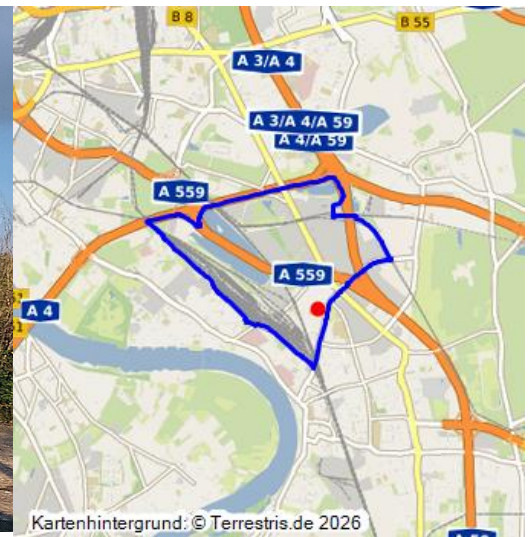 B 8
B 55
A 3/A 4
A 3/A 4/A 59
A 4/A 59
A 559
A 559
A 4
Kartenhintergrund: © Terrestris.de 2026